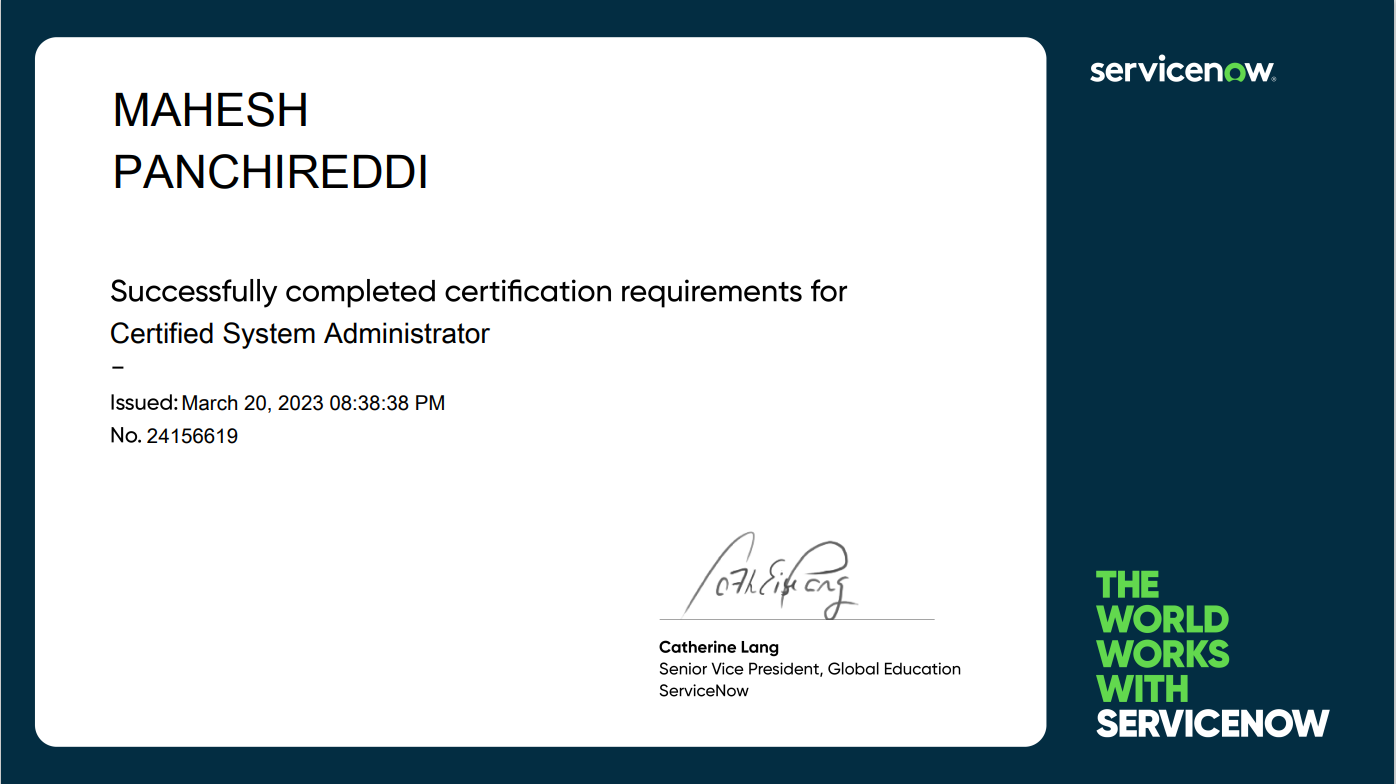 MAHESH
PANCHIREDDI
Successfully completed certification requirements for
Certified System Administrator
–
Issued: March 20, 2023 08:38:38 PM
No. 24156619
Catherine Lang
Catherine Lang
Senior Vice President, Global Education
ServiceNow
servicenow®
THE
WORLD
WORKS
WITH
SERVICENOW